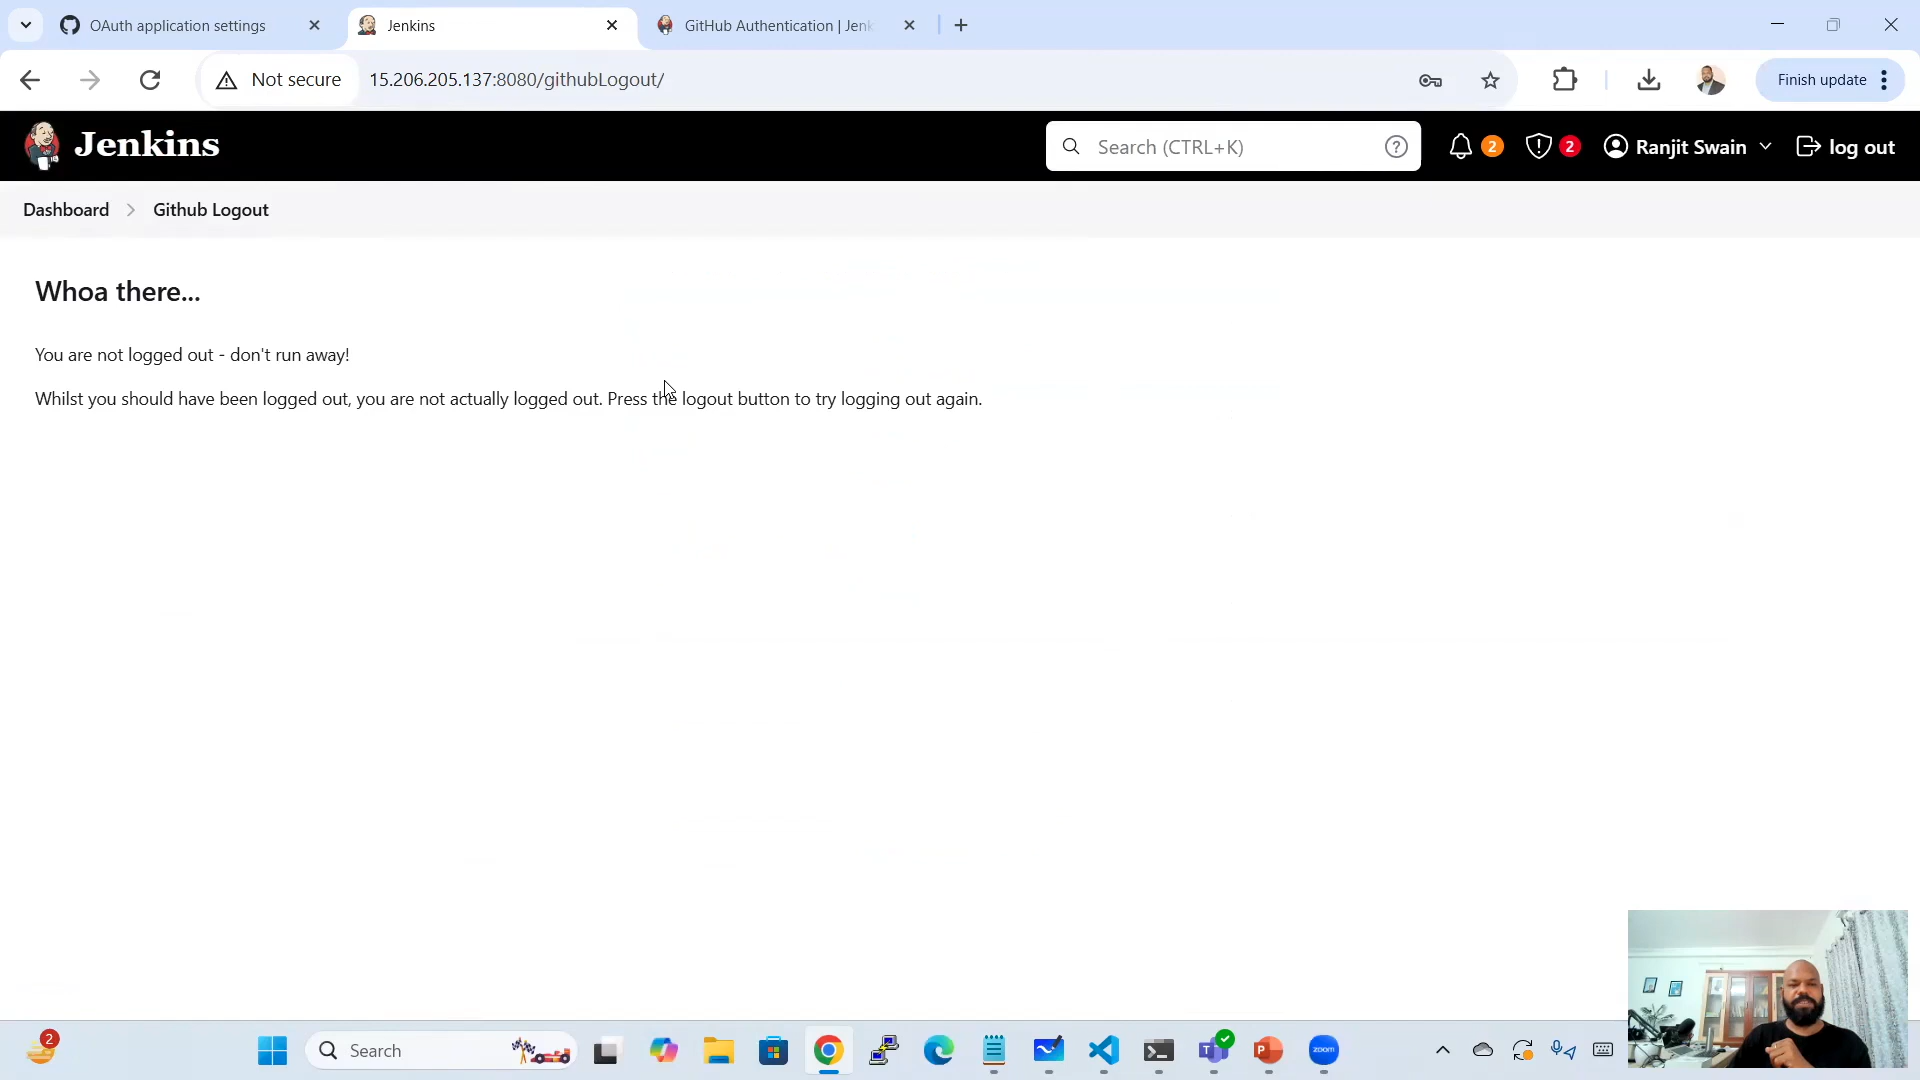 OAuth application settings
Jenkins
GitHub Authentication | Jenk
Not secure
15.206.205.137:8080/githubLogout/
Finish update
Jenkins
Search (CTRL+K)
?
2
2
Ranjit Swain
log out
Dashboard
Github Logout
Whoa there...
You are not logged out - don't run away!
Whilst you should have been logged out, you are not actually logged out. Press the logout button to try logging out again.
2
Search
zoom